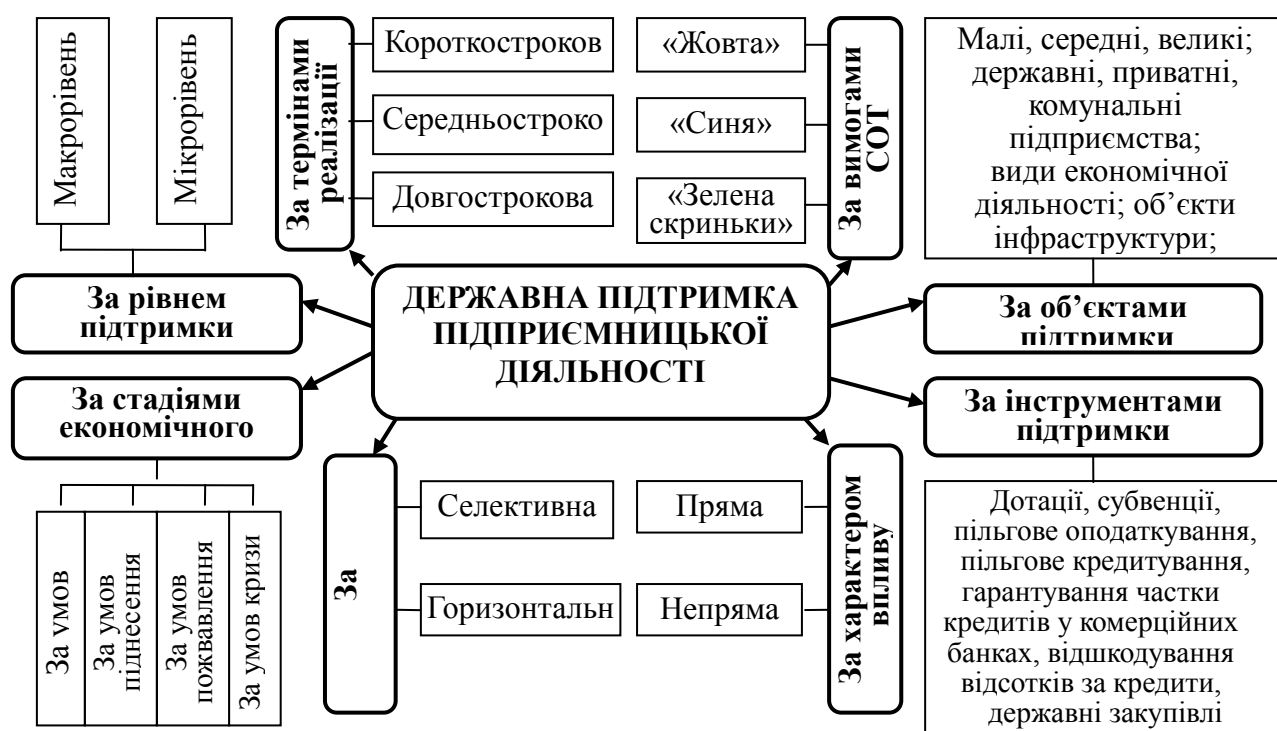 Макрорівень
Мікрорівень
За термінами
реалізації
Короткостроков
Середньостроко
Довгострокова
«Жовта»
«Синя»
«Зелена
скриньки»
За вимогами
СОТ
Малі, середні, великі;
державні, приватні,
комунальні
підприємства;
види економічної
діяльності; об’єкти
інфраструктури;
За рівнем
підтримки
ДЕРЖАВНА ПІДТРИМКА
ПІДПРИЄМНИЦЬКОЇ
ДІЯЛЬНОСТІ
За об’єктами
підтримки
За стадіями
економічного
За інструментами
підтримки
За умов
За умов
піднесення
За умов
пожвавлення
За умов кризи
За
Селективна
Горизонтальн
Пряма
Непряма
За характером
впливу
Дотації, субвенції,
пільгове оподаткування,
пільгове кредитування,
гарантування частки
кредитів у комерційних
банках, відшкодування
відсотків за кредити,
державні закупівлі